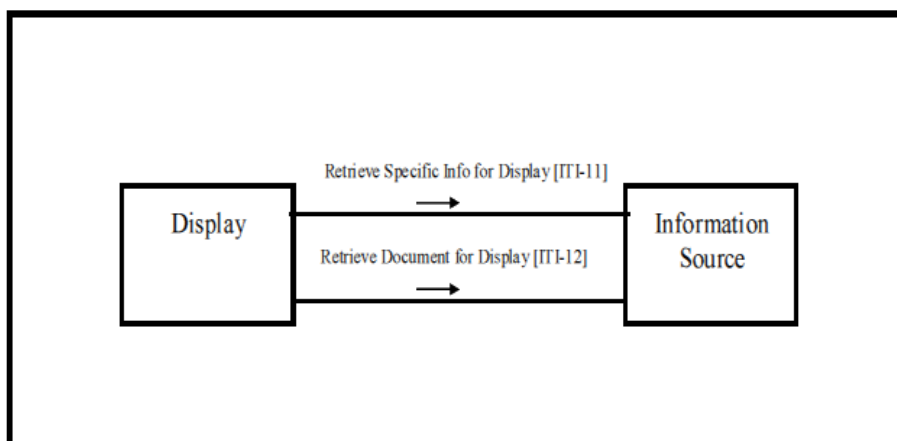 Retrieve Specific Info for Display [ITI-11]
Display
Information
Source
Retrieve Document for Display [ITI-12]